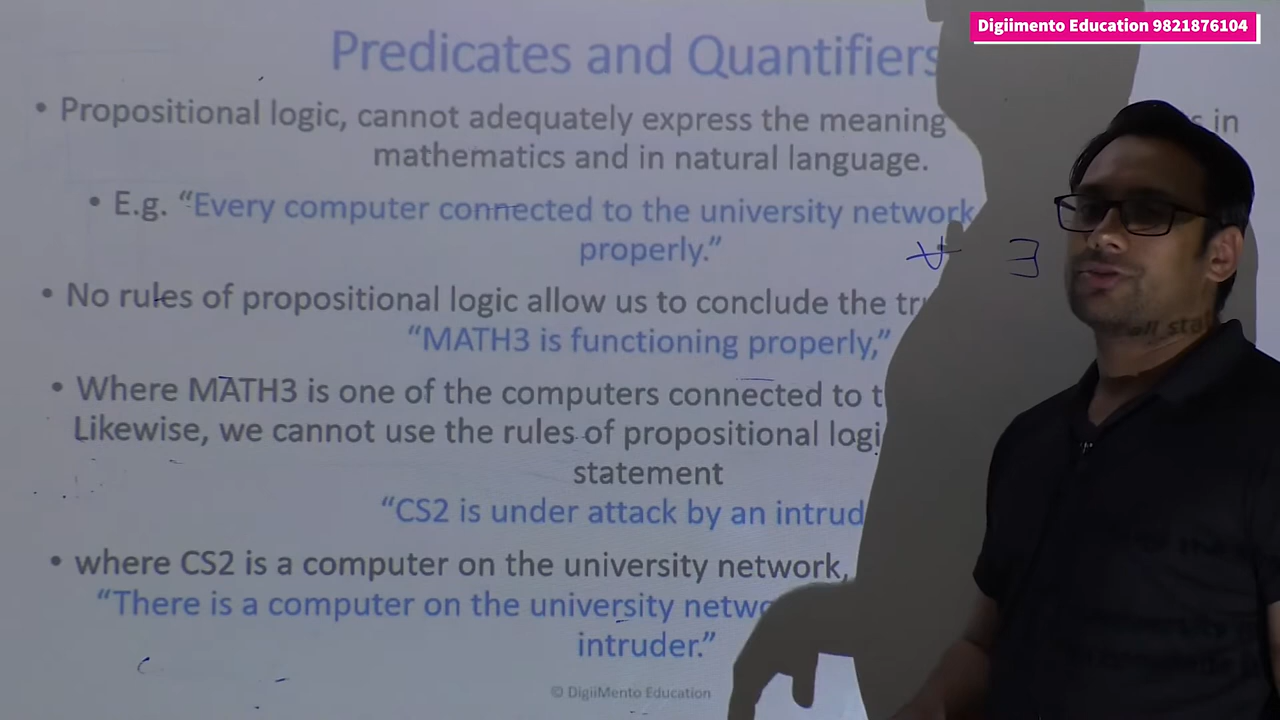 Digiimento Education 9821876104
Predicates and Quantifiers
• Propositional logic, cannot adequately express the meaning in
mathematics and in natural language.
• E.g. “Every computer connected to the university network
properly.”
∀ ∃
• No rules of propositional logic allow us to conclude the
“MATH3 is functioning properly,”
• Where MATH3 is one of the computers connected to
Likewise, we cannot use the rules of propositional
statement
“CS2 is under attack by an
• where CS2 is a computer on the university network,
“There is a computer on the university
intruder.”
© DigiiMento Education